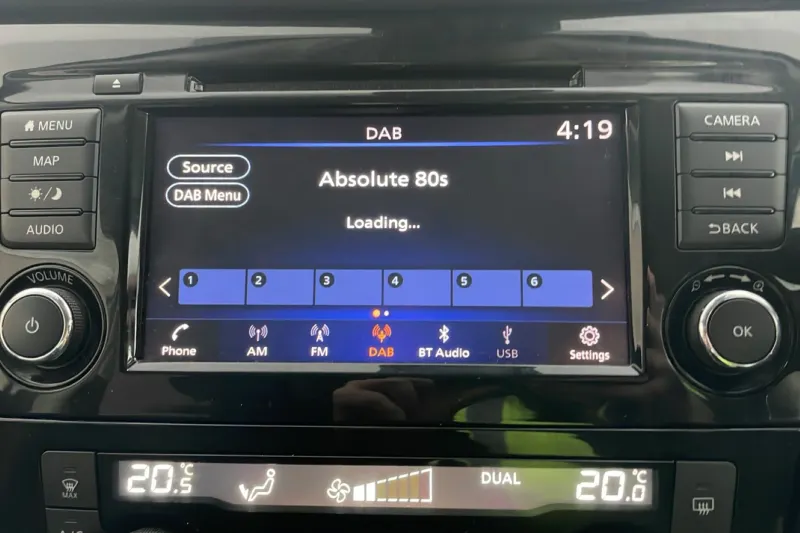 MENU
MAP
AUDIO
VOLUME
DAB
4:19
Source
Absolute 80s
DAB Menu
Loading...
1 2 3 4 5 6
Phone AM FM DAB BT Audio USB Settings
CAMERA
BACK
OK
20.5°C
DUAL
20.0°C
MAX
A/C